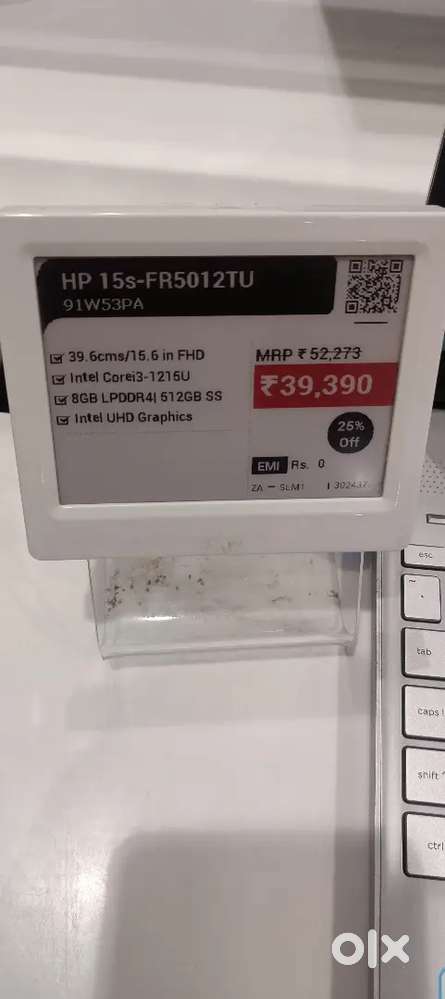 HP 15s-FR5012TU
91W53PA
39.6cms/15.6 in FHD
Intel Corei3-1215U
8GB LPDDR4| 512GB SS
Intel UHD Graphics
MRP ₹ 52,273
₹39,390
25%
Off
EMI Rs. 0
ZA - SLM1 | 302437
esc
tab
caps l
shift
ctrl
olx